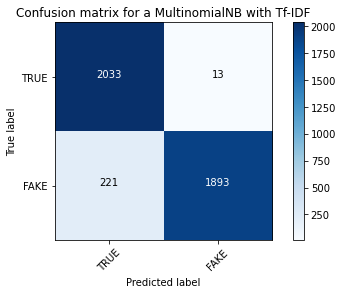 Confusion matrix for a MultinomialNB with Tf-IDF
2000
TRUE 2033 13
1750
1500
1250
1000
FAKE 221 1893
750
500
250
True label
TRUE FAKE
Predicted label